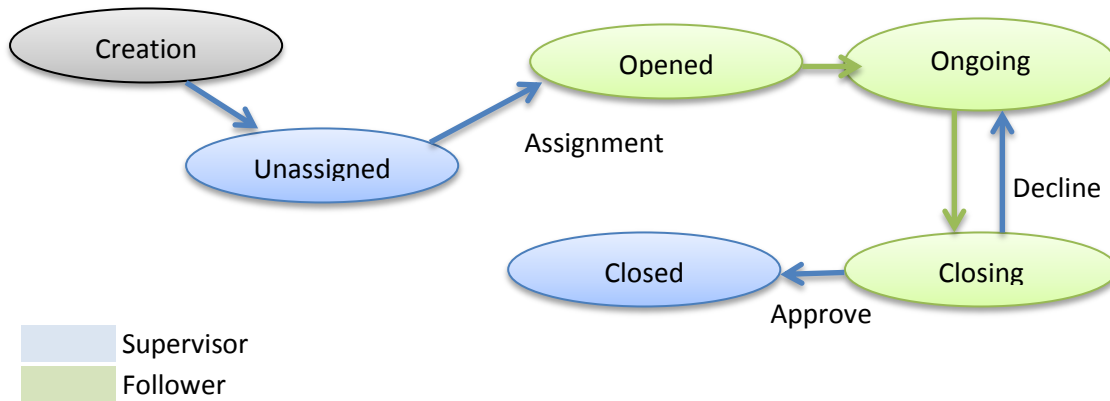 Creation
Opened
Ongoing
Assignment
Unassigned
Decline
Closed
Closing
Approve
Supervisor
Follower